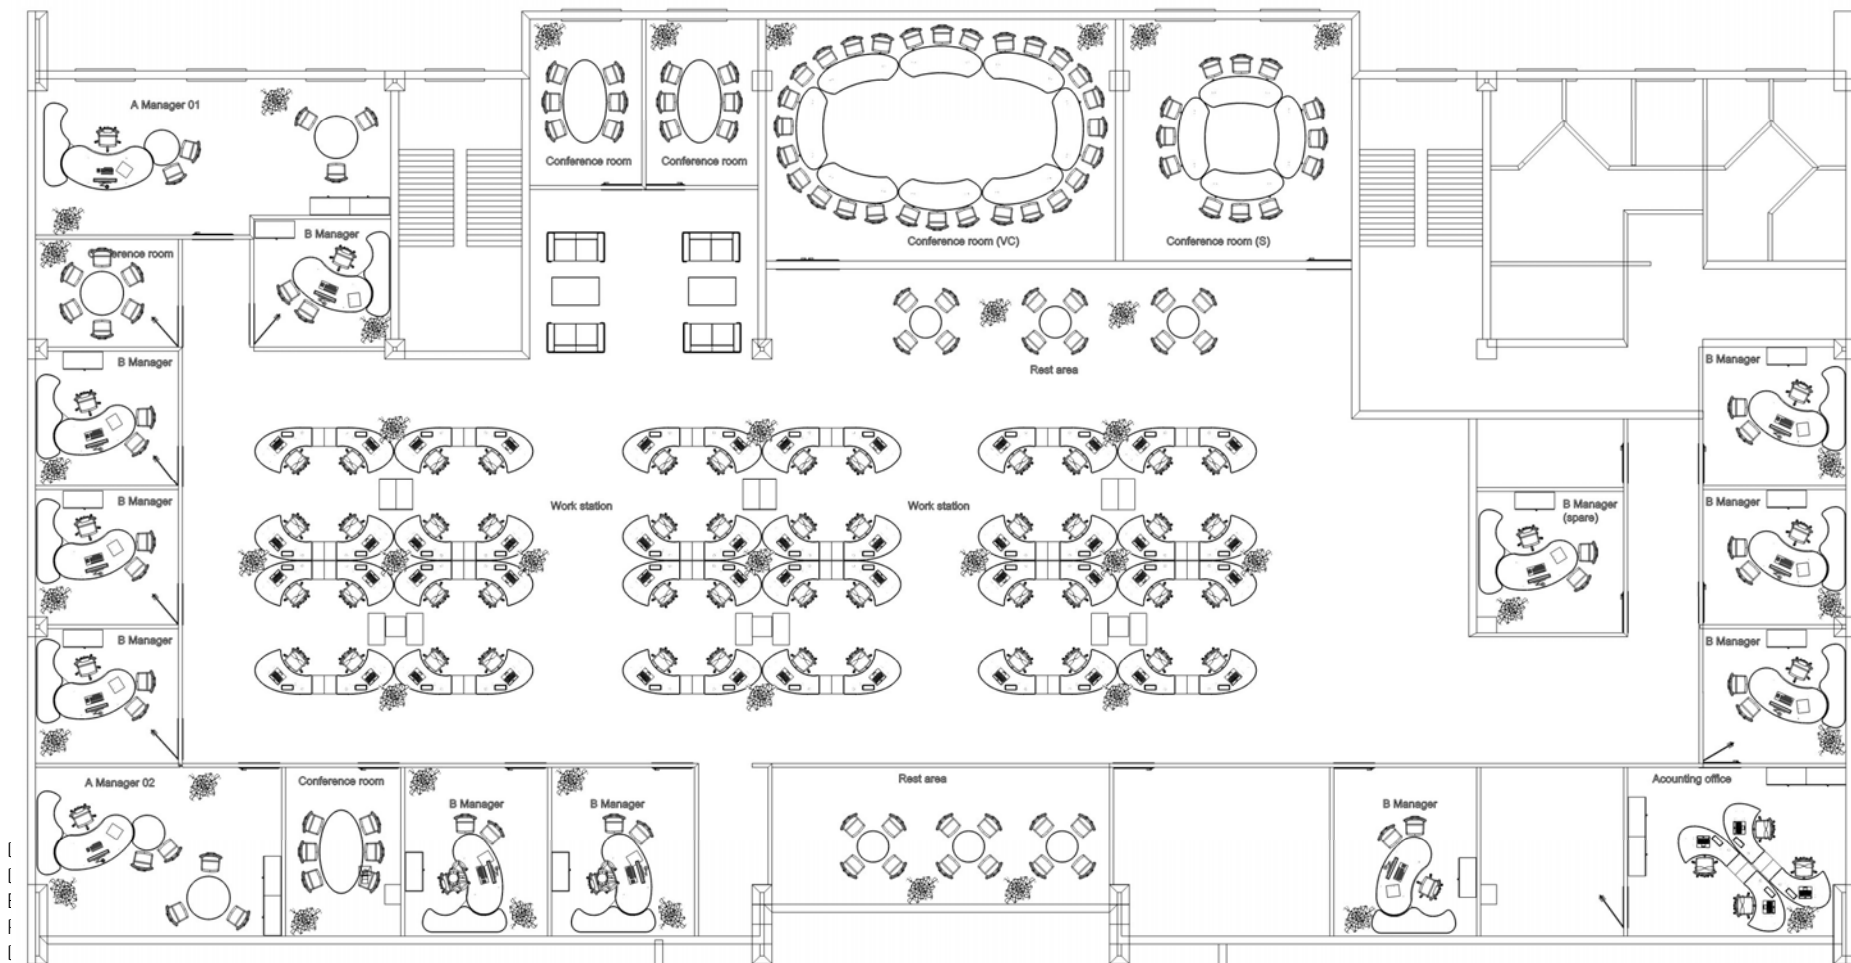 A Manager 01
Conference room
Conference room
B Manager
Conference room (VC)
Conference room (S)
Conference room
Rest area
B Manager
B Manager
B Manager
B Manager
Work station
Work station
B Manager
(spare)
B Manager
B Manager
B Manager
A Manager 02
Conference room
Rest area
Acounting office
B Manager
B Manager
B Manager